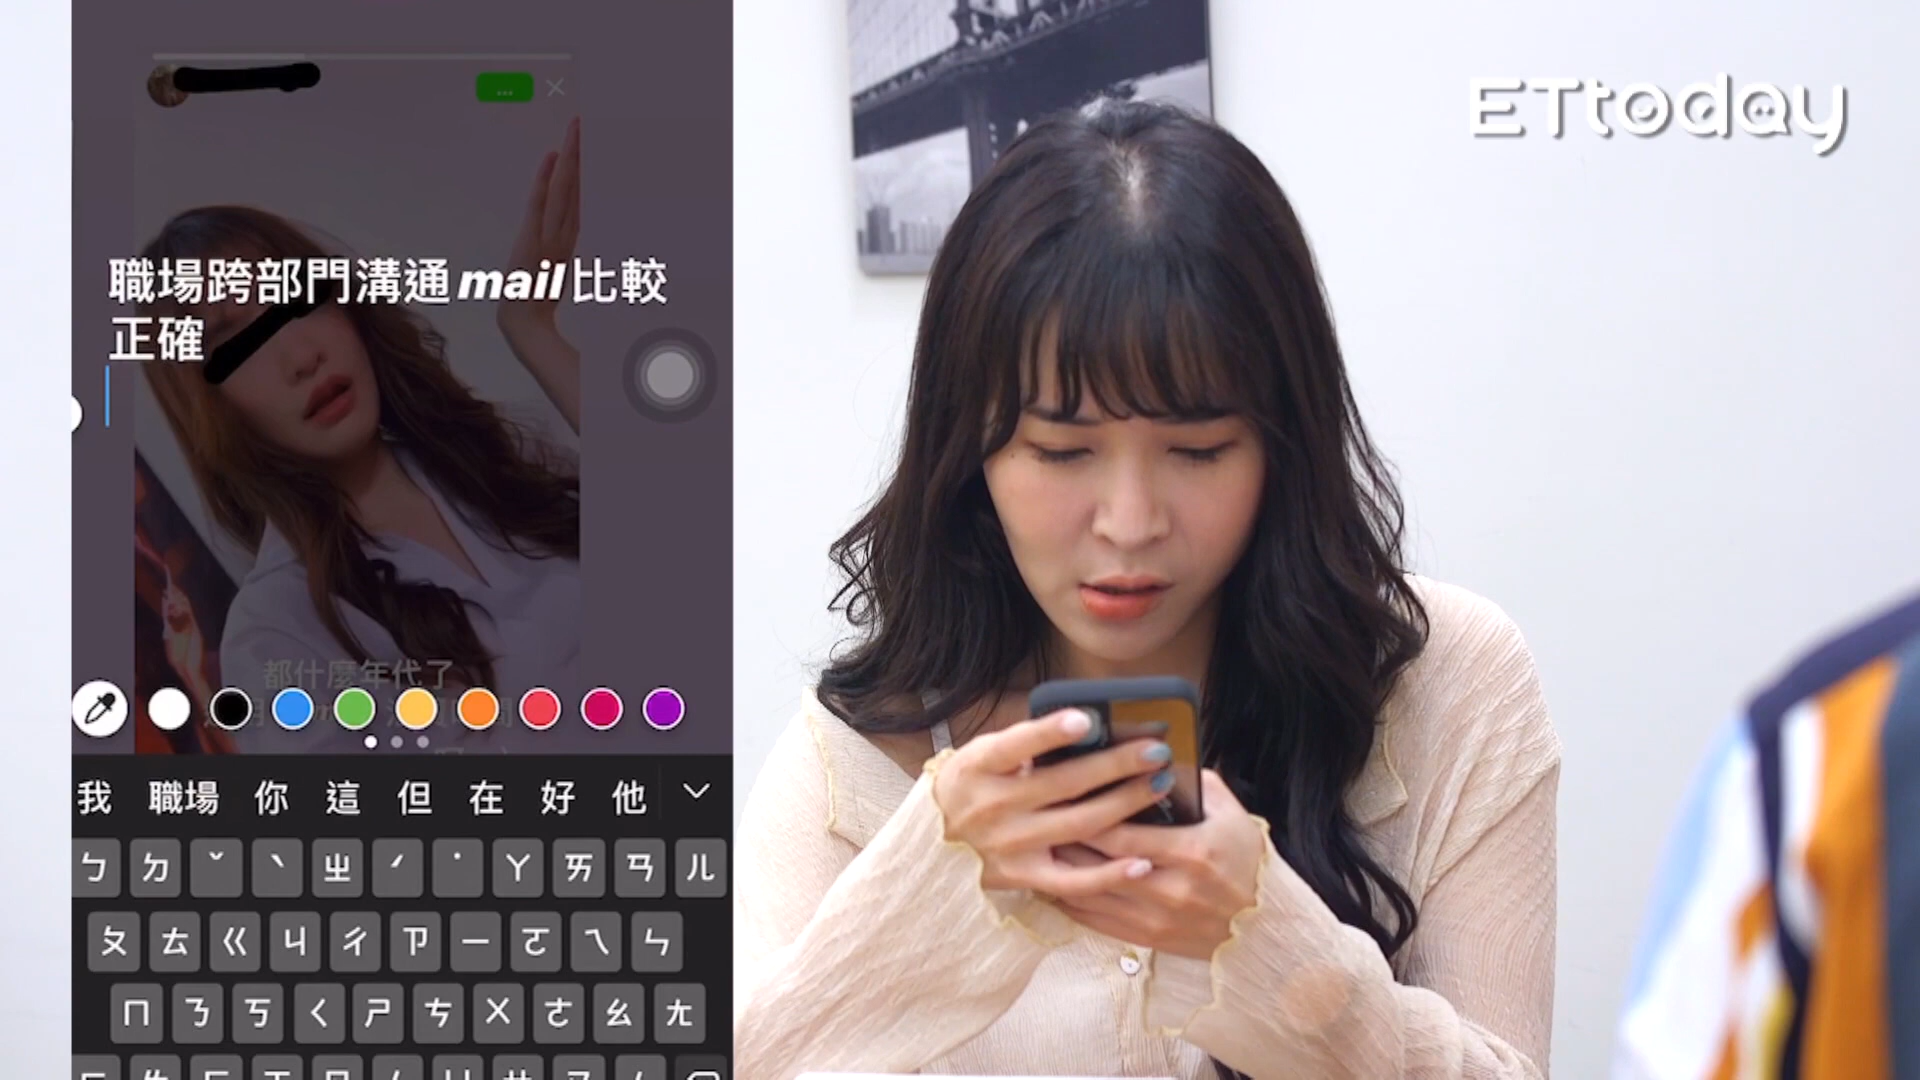 ETtoday
...
職場跨部門溝通mail比較
正確
都什麼年代了
我 職場 你 這 但 在 好 他
ㄅ ㄉ ˇ ˋ ㄓ ˊ ˙ ㄚ ㄞ ㄢ ㄦ
ㄆ ㄊ ㄍ ㄐ ㄔ ㄗ ㄧ ㄛ ㄟ ㄣ
ㄇ ㄋ ㄎ ㄑ ㄕ ㄘ ㄨ ㄜ ㄠ ㄤ